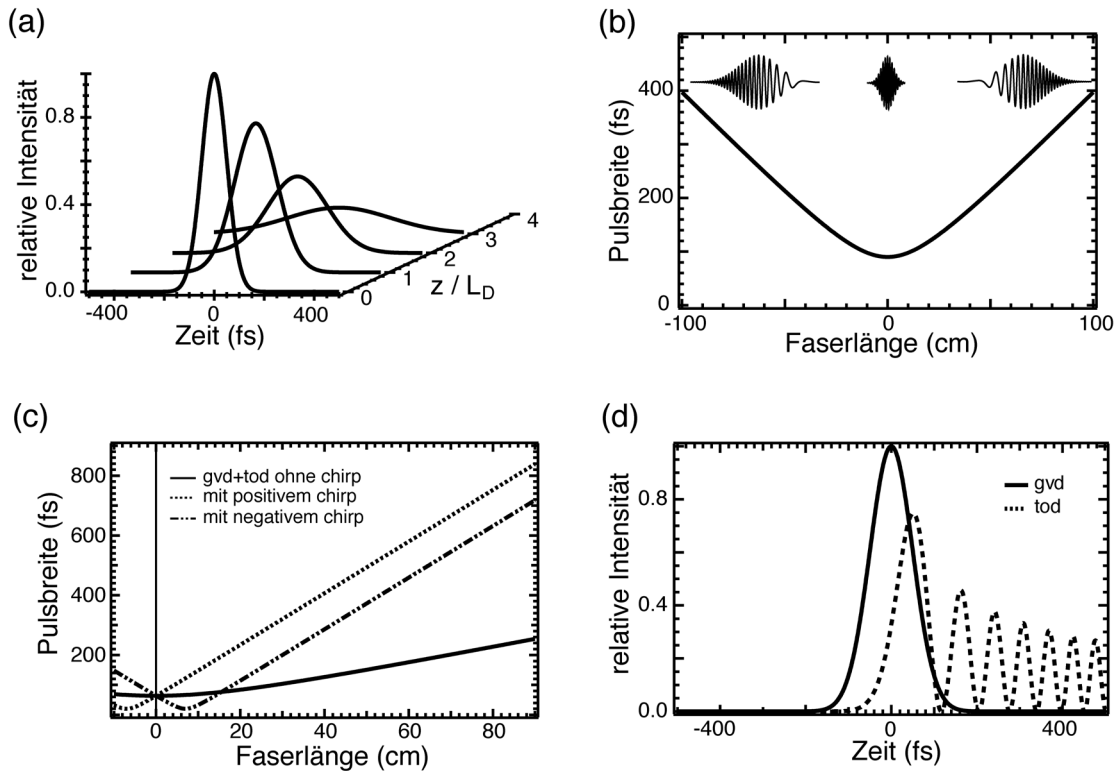 (a)
relative Intensität
0.8
0.4
0.0
-400
0
400
Zeit (fs)
0
1
2
3
4
z / L_D
(b)
Pulsbreite (fs)
400
200
0
-100
0
100
Faserlänge (cm)
(c)
Pulsbreite (fs)
800
600
400
200
gvd+tod ohne chirp
mit positivem chirp
mit negativem chirp
0
20
40
60
80
Faserlänge (cm)
(d)
relative Intensität
0.8
0.4
0.0
gvd
tod
-400
0
400
Zeit (fs)